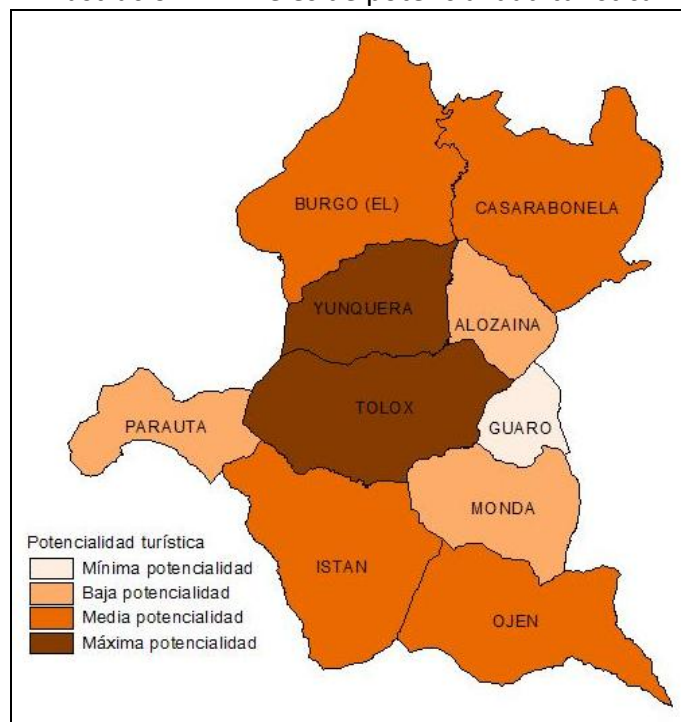 BURGO (EL)
CASARABONELA
YUNQUERA
ALOZAINA
TOLOX
PARAUTA
GUARO
MONDA
ISTAN
OJEN
Potencialidad turística
Mínima potencialidad
Baja potencialidad
Media potencialidad
Máxima potencialidad